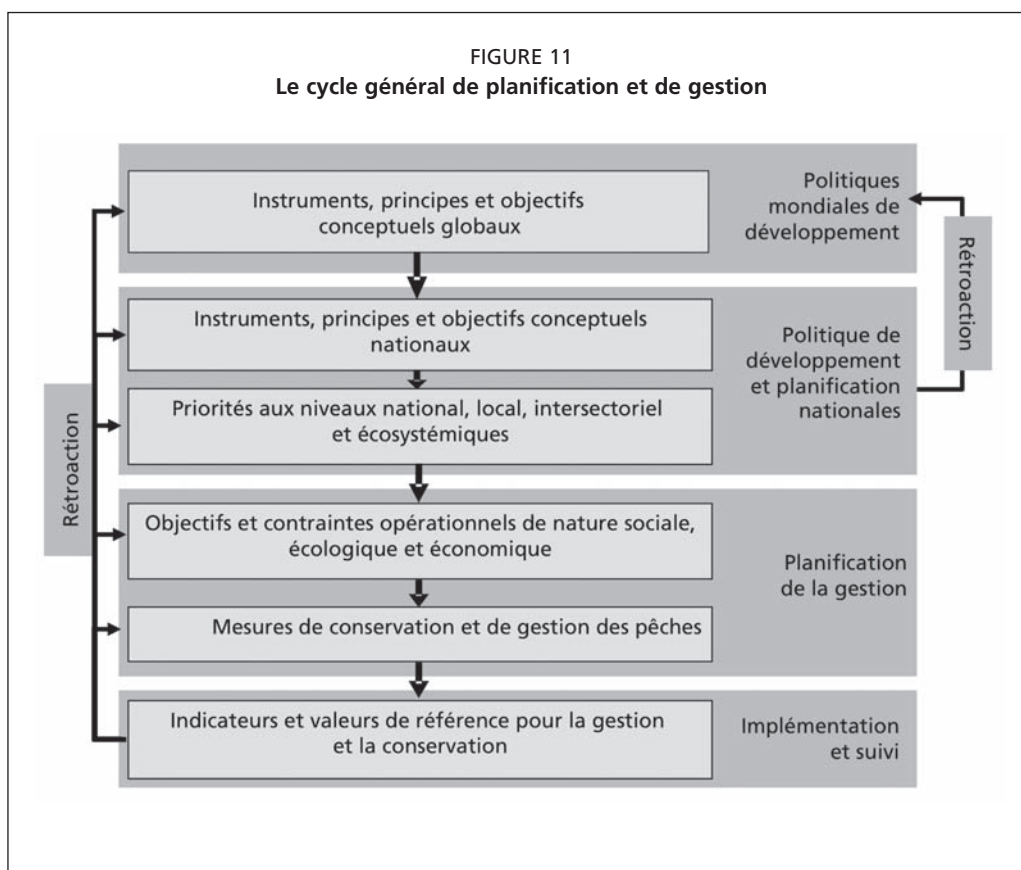 FIGURE 11
Le cycle général de planification et de gestion
Instruments, principes et objectifs
conceptuels globaux
Politiques
mondiales de
développement
Instruments, principes et objectifs conceptuels
nationaux
Priorités aux niveaux national, local, intersectoriel
et écosystémiques
Politique de
développement
et planification
nationales
Rétroaction
Rétroaction
Objectifs et contraintes opérationnels de nature sociale,
écologique et économique
Mesures de conservation et de gestion des pêches
Planification
de la gestion
Indicateurs et valeurs de référence pour la gestion
et la conservation
Implémentation
et suivi